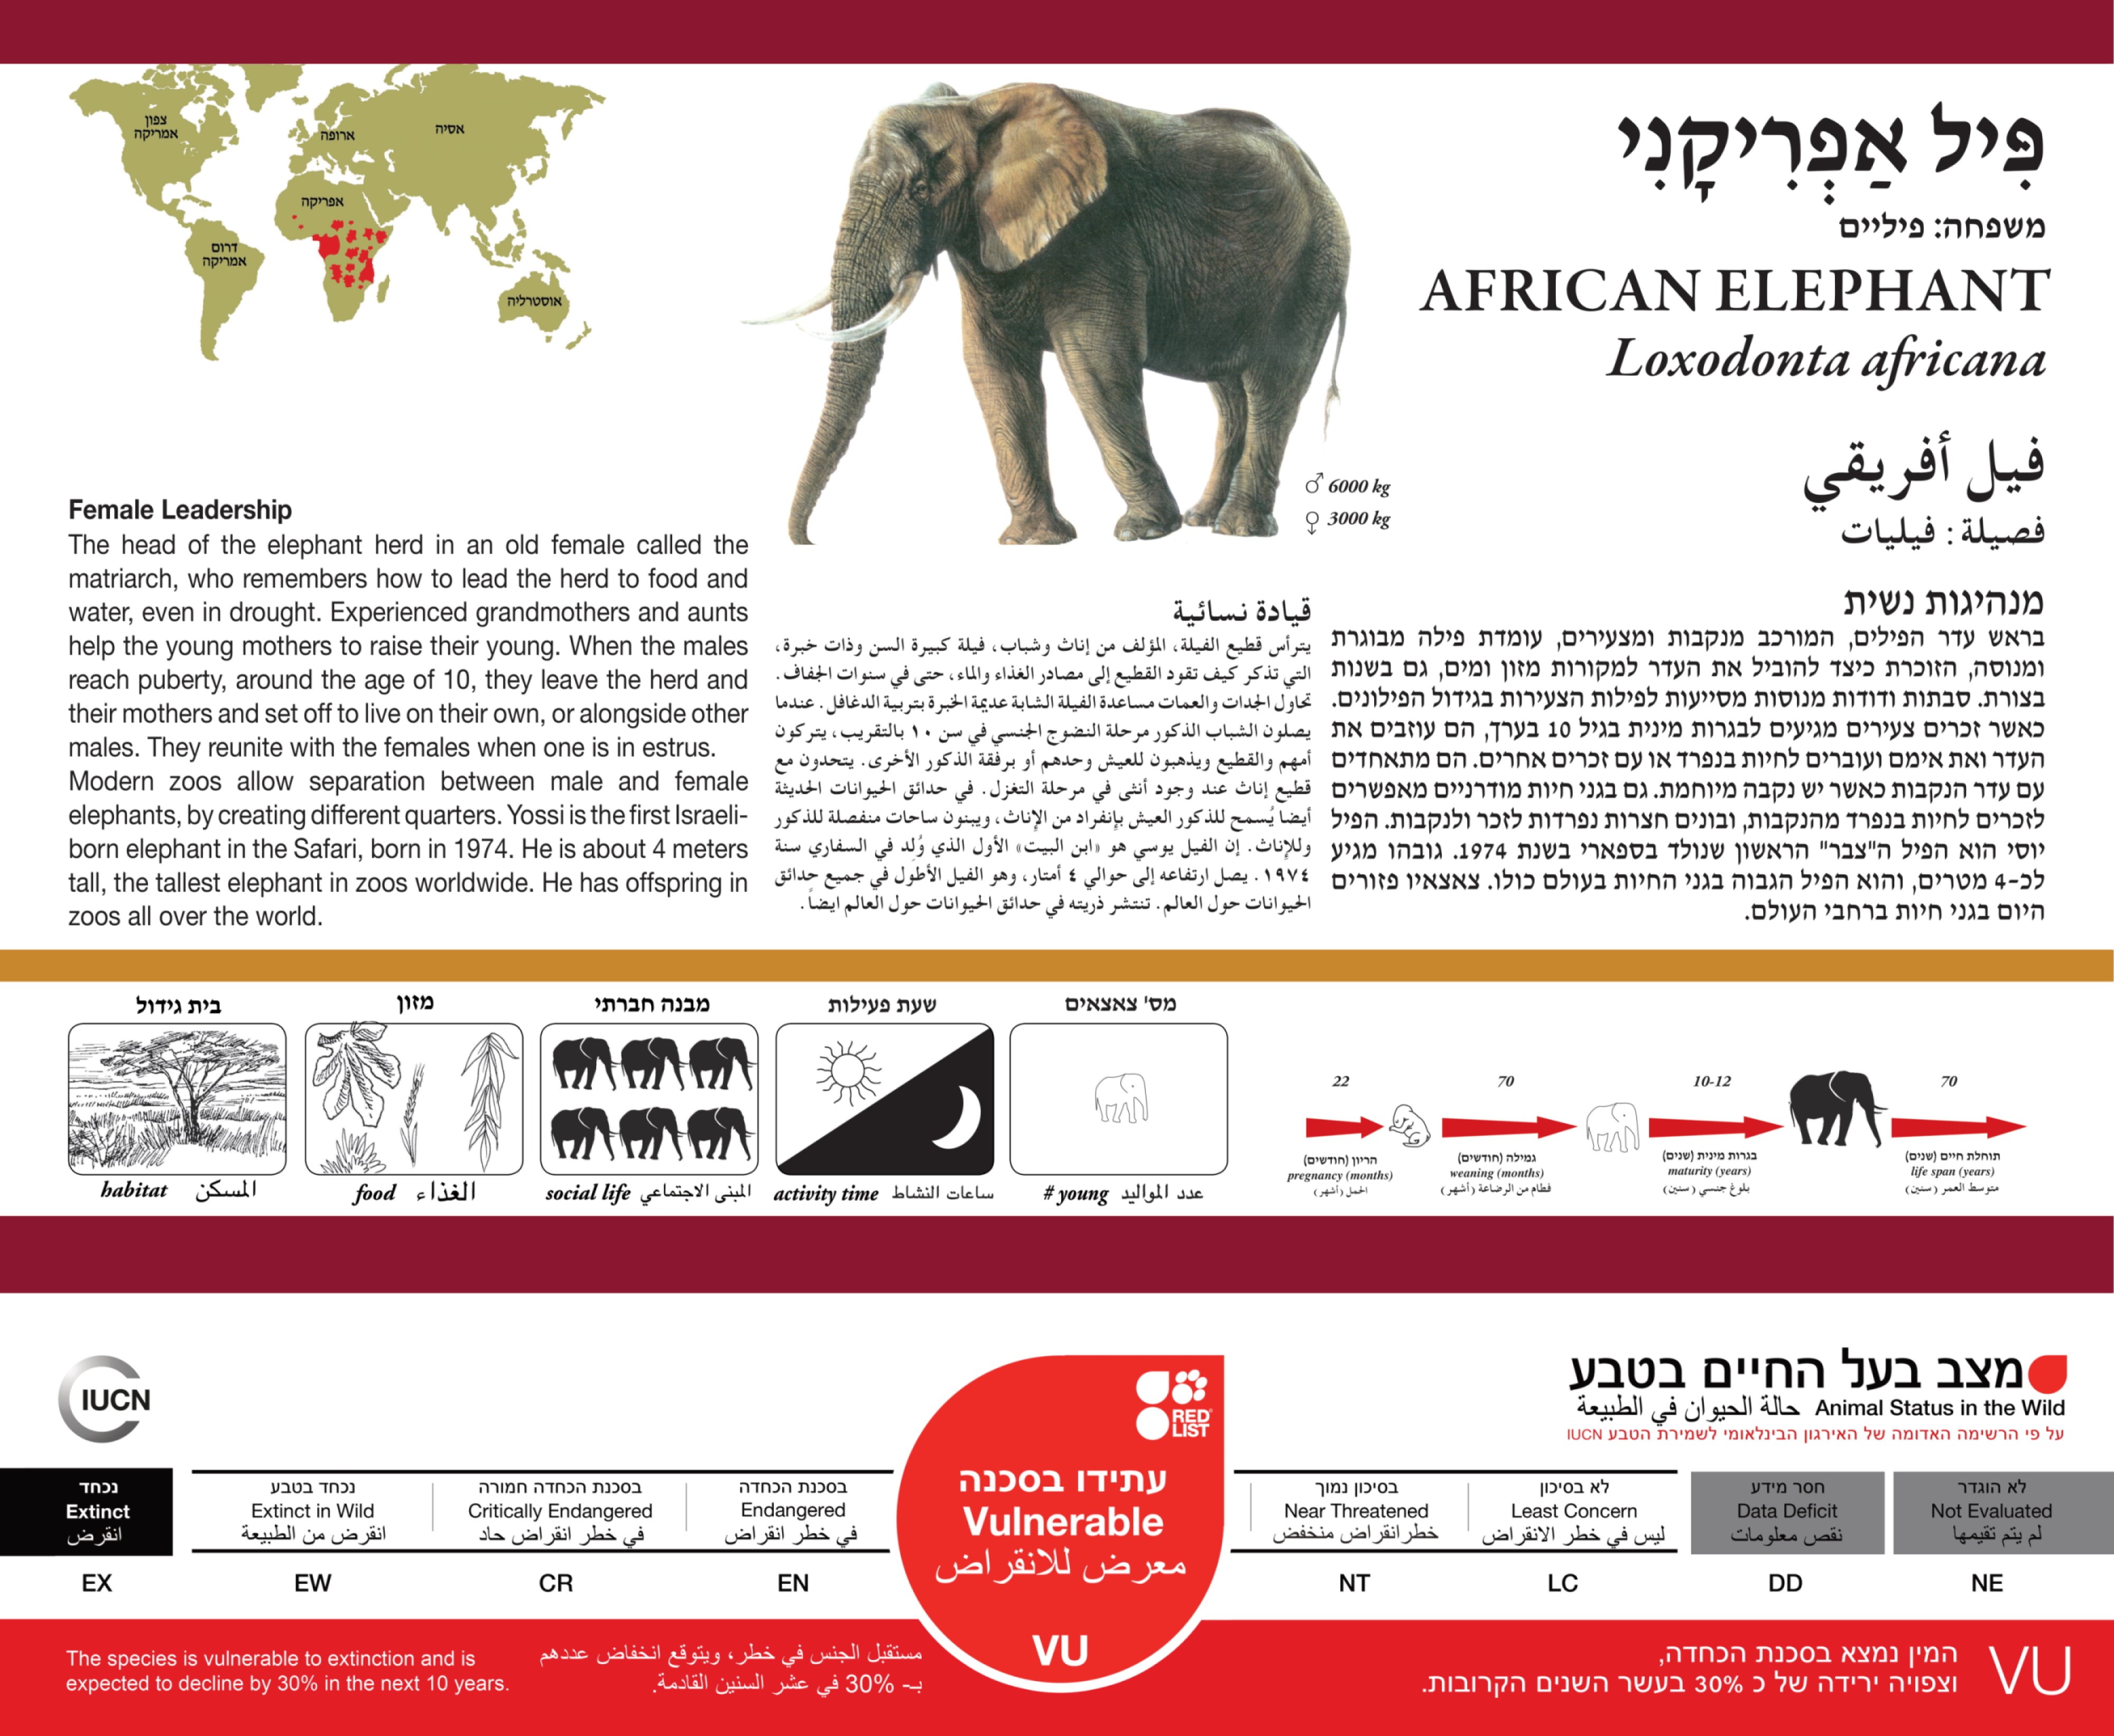 צפון
אמריקה
ארופה
אסיה
אפריקה
דרום
אמריקה
אוסטרליה
פִּיל אַפְרִיקָנִי
משפחה: פיליים
AFRICAN ELEPHANT
Loxodonta africana
فيل أفريقي
فصيلة : فيليات
♂ 6000 kg
♀ 3000 kg
Female Leadership
The head of the elephant herd in an old female called the
matriarch, who remembers how to lead the herd to food and
water, even in drought. Experienced grandmothers and aunts
help the young mothers to raise their young. When the males
reach puberty, around the age of 10, they leave the herd and
their mothers and set off to live on their own, or alongside other
males. They reunite with the females when one is in estrus.
Modern zoos allow separation between male and female
elephants, by creating different quarters. Yossi is the first Israeli-
born elephant in the Safari, born in 1974. He is about 4 meters
tall, the tallest elephant in zoos worldwide. He has offspring in
zoos all over the world.
قيادة نسائية
يترأس قطيع الفيلة، المؤلف من إناث وشباب، فيلة كبيرة السن وذات خبرة،
التي تذكر كيف تقود القطيع إلى مصادر الغذاء والماء، حتى في سنوات الجفاف.
تحاول الجدات والعمات مساعدة الفيلة الشابة عديمة الخبرة بتربية الدغافل. عندما
يصلون الشباب الذكور مرحلة النضوج الجنسي في سن ١٠ بالتقريب، يتركون
أمهم والقطيع ويذهبون للعيش وحدهم أو برفقة الذكور الأخرى. يتحدون مع
قطيع إناث عند وجود أنثى في مرحلة التغزل. في حدائق الحيوانات الحديثة
أيضا يُسمح للذكور العيش بإنفراد من الإناث، ويبنون ساحات منفصلة للذكور
وللإناث. إن الفيل يوسي هو «ابن البيت» الأول الذي وُلد في السفاري سنة
١٩٧٤. يصل ارتفاعه إلى حوالي ٤ أمتار، وهو الفيل الأطول في جميع حدائق
الحيوانات حول العالم. تنتشر ذريته في حدائق الحيوانات حول العالم ايضاً.
מנהיגות נשית
בראש עדר הפילים, המורכב מנקבות ומצעירים, עומדת פילה מבוגרת
ומנוסה, הזוכרת כיצד להוביל את העדר למקורות מזון ומים, גם בשנות
בצורת. סבתות ודודות מנוסות מסייעות לפילות הצעירות בגידול הפילונים.
כאשר זכרים צעירים מגיעים לבגרות מינית בגיל 10 בערך, הם עוזבים את
העדר ואת אימם ועוברים לחיות בנפרד או עם זכרים אחרים. הם מתאחדים
עם עדר הנקבות כאשר יש נקבה מיוחמת. גם בגני חיות מודרניים מאפשרים
לזכרים לחיות בנפרד מהנקבות, ובונים חצרות נפרדות לזכר ולנקבות. הפיל
יוסי הוא הפיל ה"צבר" הראשון שנולד בספארי בשנת 1974. גובהו מגיע
לכ-4 מטרים, והוא הפיל הגבוה בגני החיות בעולם כולו. צאצאיו פזורים
היום בגני חיות ברחבי העולם.
בית גידול
habitat المسكن
מזון
food الغذاء
מבנה חברתי
social life المبنى الاجتماعي
שעת פעילות
activity time ساعات النشاط
מס' צאצאים
# young عدد المواليد
22
הריון (חודשים)
pregnancy (months)
الحمل (أشهر)
70
גמילה (חודשים)
weaning (months)
فطام من الرضاعة (أشهر)
10-12
בגרות מינית (שנים)
maturity (years)
بلوغ جنسي (سنين)
70
תוחלת חיים (שנים)
life span (years)
متوسط العمر (سنين)
IUCN
RED
LIST
מצב בעל החיים בטבע
حالة الحيوان في الطبيعة Animal Status in the Wild
על פי הרשימה האדומה של האירגון הבינלאומי לשמירת הטבע IUCN
נכחד
Extinct
انقرض
EX
נכחד בטבע
Extinct in Wild
انقرض من الطبيعة
EW
בסכנת הכחדה חמורה
Critically Endangered
في خطر انقراض حاد
CR
בסכנת הכחדה
Endangered
في خطر انقراض
EN
עתידו בסכנה
Vulnerable
معرض للانقراض
VU
בסיכון נמוך
Near Threatened
خطر انقراض منخفض
NT
לא בסיכון
Least Concern
ليس في خطر الانقراض
LC
חסר מידע
Data Deficit
نقص معلومات
DD
לא הוגדר
Not Evaluated
لم يتم تقيمها
NE
The species is vulnerable to extinction and is
expected to decline by 30% in the next 10 years.
مستقبل الجنس في خطر، ويتوقع انخفاض عددهم
بـ- 30% في عشر السنين القادمة.
המין נמצא בסכנת הכחדה,
וצפויה ירידה של כ 30% בעשר השנים הקרובות.
VU